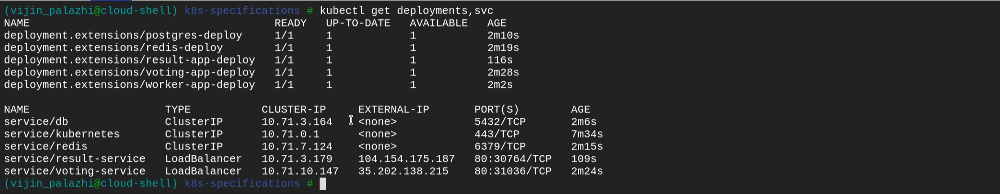 (vijin_palazhi@cloud-shell) k8s-specifications # kubectl get deployments,svc
NAME READY UP-TO-DATE AVAILABLE AGE
deployment.extensions/postgres-deploy 1/1 1 1 2m10s
deployment.extensions/redis-deploy 1/1 1 1 2m19s
deployment.extensions/result-app-deploy 1/1 1 1 116s
deployment.extensions/voting-app-deploy 1/1 1 1 2m28s
deployment.extensions/worker-app-deploy 1/1 1 1 2m2s
NAME TYPE CLUSTER-IP EXTERNAL-IP PORT(S) AGE
service/db ClusterIP 10.71.3.164 <none> 5432/TCP 2m6s
service/kubernetes ClusterIP 10.71.0.1 <none> 443/TCP 7m34s
service/redis ClusterIP 10.71.7.124 <none> 6379/TCP 2m15s
service/result-service LoadBalancer 10.71.3.179 104.154.175.187 80:30764/TCP 109s
service/voting-service LoadBalancer 10.71.10.147 35.202.138.215 80:31036/TCP 2m24s
(vijin_palazhi@cloud-shell) k8s-specifications #